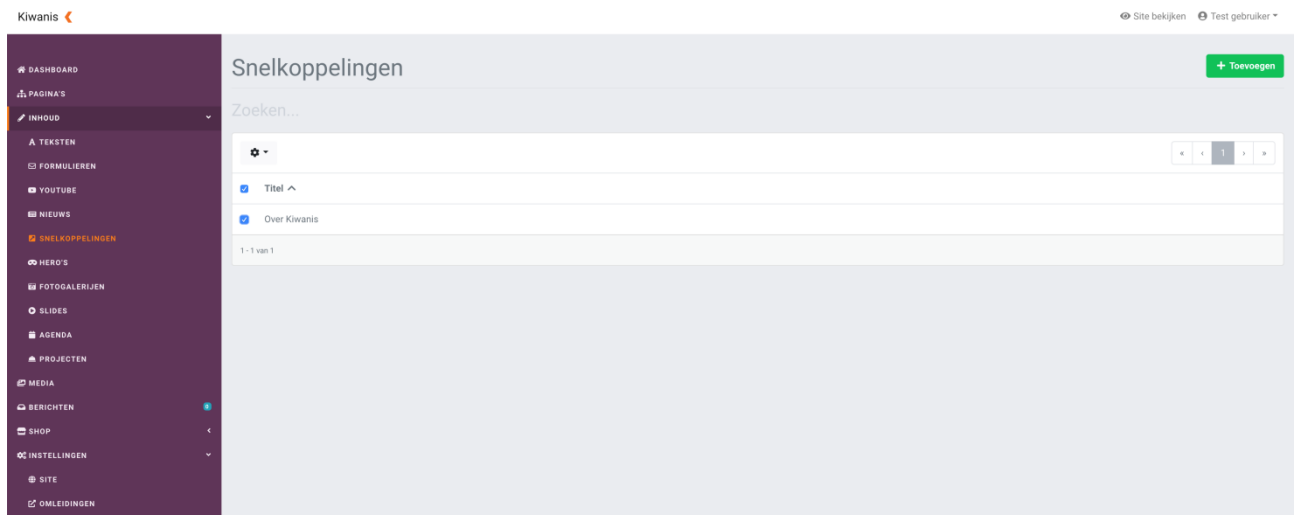 Kiwanis
Site bekijken Test gebruiker
DASHBOARD
PAGINA'S
INHOUD
TEKSTEN
FORMULIEREN
YOUTUBE
NIEUWS
SNELKOPPELINGEN
HERO'S
FOTOGALERIJEN
SLIDES
AGENDA
PROJECTEN
MEDIA
BERICHTEN 0
SHOP
INSTELLINGEN
SITE
OMLEIDINGEN
Snelkoppelingen
+ Toevoegen
Zoeken...
« ‹ 1 › »
Titel
Over Kiwanis
1 - 1 van 1